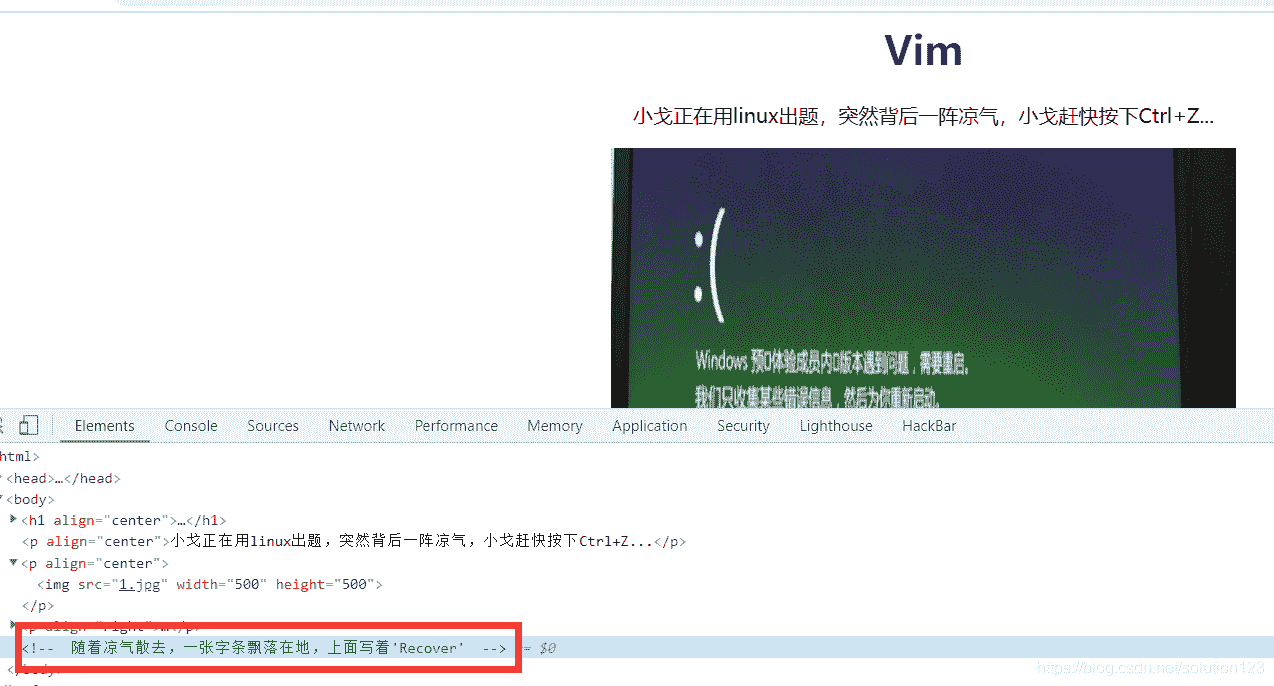 Vim
小戈正在用linux出题，突然背后一阵凉气，小戈赶快按下Ctrl+Z...
:(
Windows 预▯体验成员内▯版本遇到问题，需要重启。
我们只收集某些错误信息，然后为你重新启动。
Elements Console Sources Network Performance Memory Application Security Lighthouse HackBar
html>
<head>…</head>
<body>
<h1 align="center">…</h1>
<p align="center">小戈正在用linux出题，突然背后一阵凉气，小戈赶快按下Ctrl+Z...</p>
<p align="center">
<img src="1.jpg" width="500" height="500">
</p>
<p align="right">…</p>
<!-- 随着凉气散去，一张字条飘落在地，上面写着'Recover' --> == $0
</body>
https://blog.csdn.net/solution123